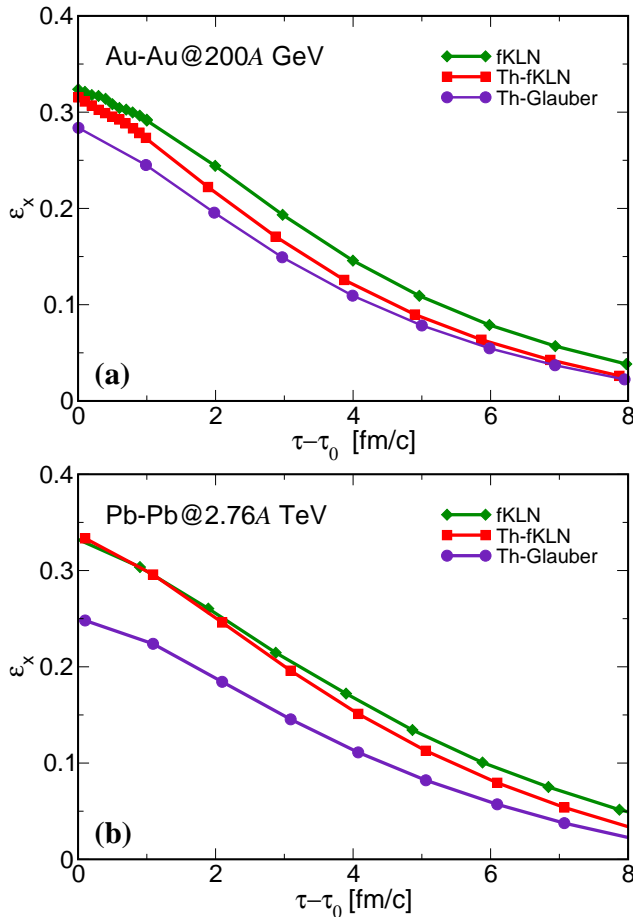 0.4
Au-Au@200A GeV
fKLN
Th-fKLN
Th-Glauber
0.3
εx
0.2
0.1
(a)
0
0 2 4 6 8
τ−τ0 [fm/c]
0.4
Pb-Pb@2.76A TeV
fKLN
Th-fKLN
Th-Glauber
0.3
εx
0.2
0.1
(b)
0
0 2 4 6 8
τ−τ0 [fm/c]